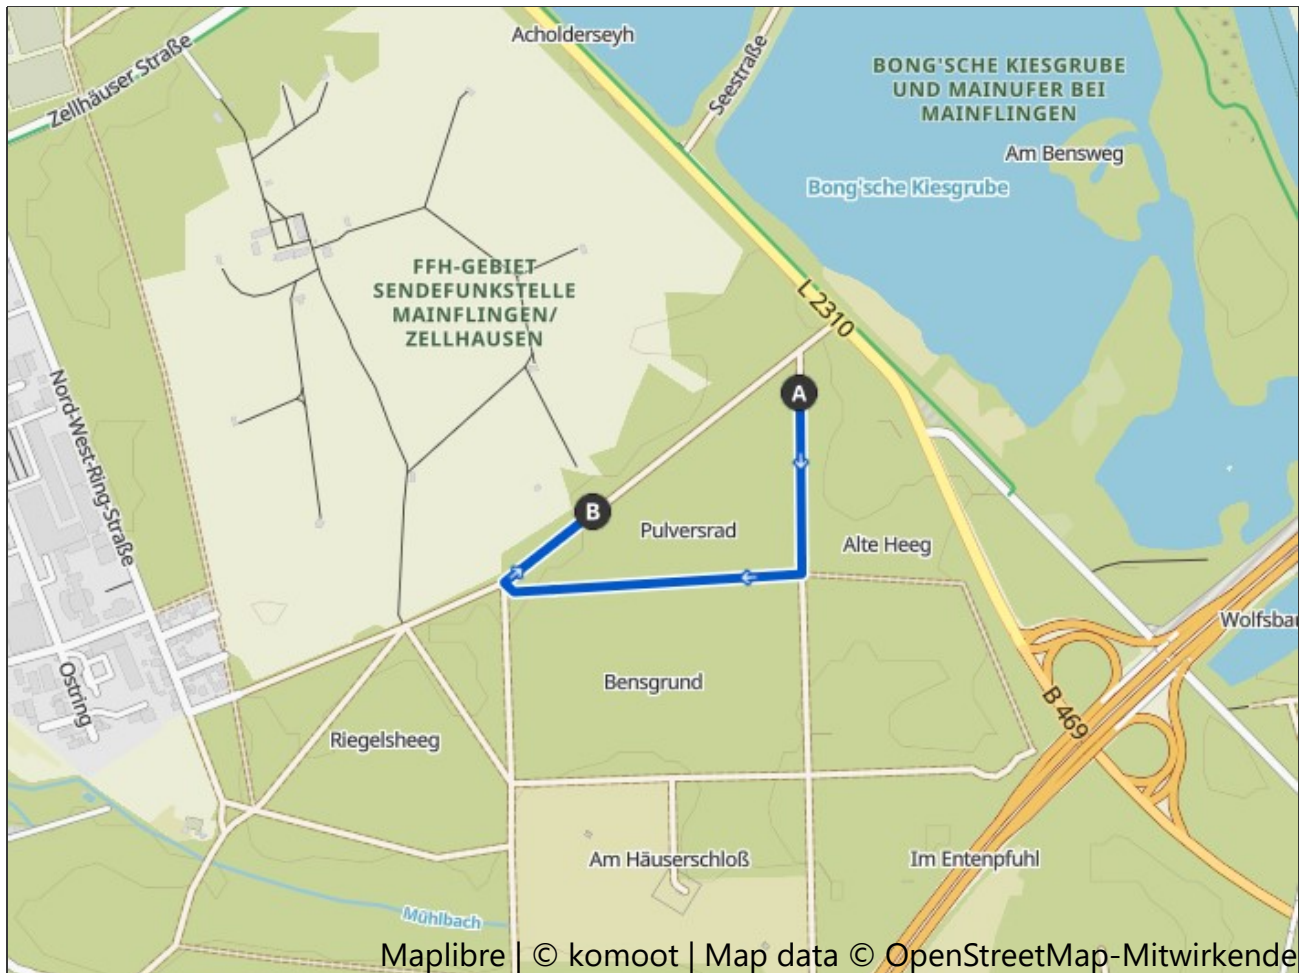 Acholderseyh
Zellhäuser Straße
Seestraße
BONG'SCHE KIESGRUBE
UND MAINUFER BEI
MAINFLINGEN
Am Bensweg
Bong'sche Kiesgrube
FFH-GEBIET
SENDEFUNKSTELLE
MAINFLINGEN/
ZELLHAUSEN
L 2310
A
Nord-West-Ring-Straße
B
Pulversrad
Alte Heeg
Wolfsbau
Ostring
Bensgrund
B 469
Riegelsheeg
Am Häuserschloß
Im Entenpfuhl
Mühlbach
Maplibre | © komoot | Map data © OpenStreetMap-Mitwirkende